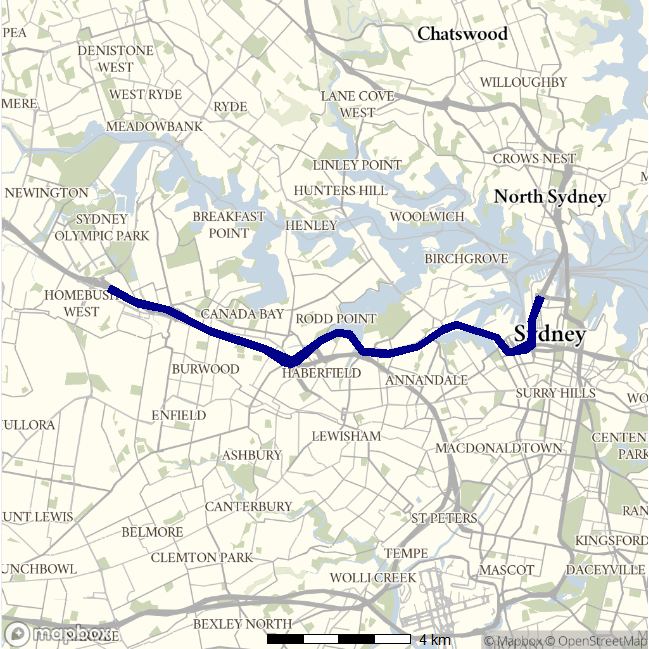 PEA
Chatswood
DENISTONE
WEST
WILLOUGHBY
MERE
WEST RYDE
RYDE
LANE COVE
WEST
MEADOWBANK
CROWS NEST
LINLEY POINT
NEWINGTON
HUNTERS HILL
North Sydney
M
SYDNEY
OLYMPIC PARK
BREAKFAST
POINT
HENLEY
WOOLWICH
BIRCHGROVE
HOMEBUSH
WEST
CANADA BAY
RODD POINT
Sydney
BURWOOD
HABERFIELD
ANNANDALE
SURRY HILLS
WO
ENFIELD
ULLORA
LEWISHAM
MACDONALDTOWN
CENTEN
PARK
ASHBURY
CANTERBURY
UNT LEWIS
ST PETERS
RAN
BELMORE
KINGSFORD
CLEMTON PARK
TEMPE
UNCHBOWL
WOLLI CREEK
MASCOT
DACEYVILLE
BEXLEY NORTH
M
mapbox
4 km
© Mapbox © OpenStreetMap